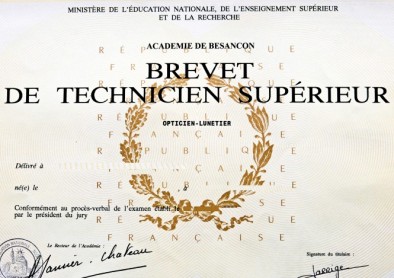 MINISTÈRE DE L'ÉDUCATION NATIONALE, DE L'ENSEIGNEMENT SUPÉRIEUR
ET DE LA RECHERCHE
ACADEMIE DE BESANCON
BREVET
DE TECHNICIEN SUPÉRIEUR
OPTICIEN-LUNETIER
RÉPUBLIQUE
FRANÇAISE
Délivré à
né(e) le
Conformément au procès-verbal de l'examen établi le
par le président du jury
Le Recteur de l'Académie :
Signature du titulaire :